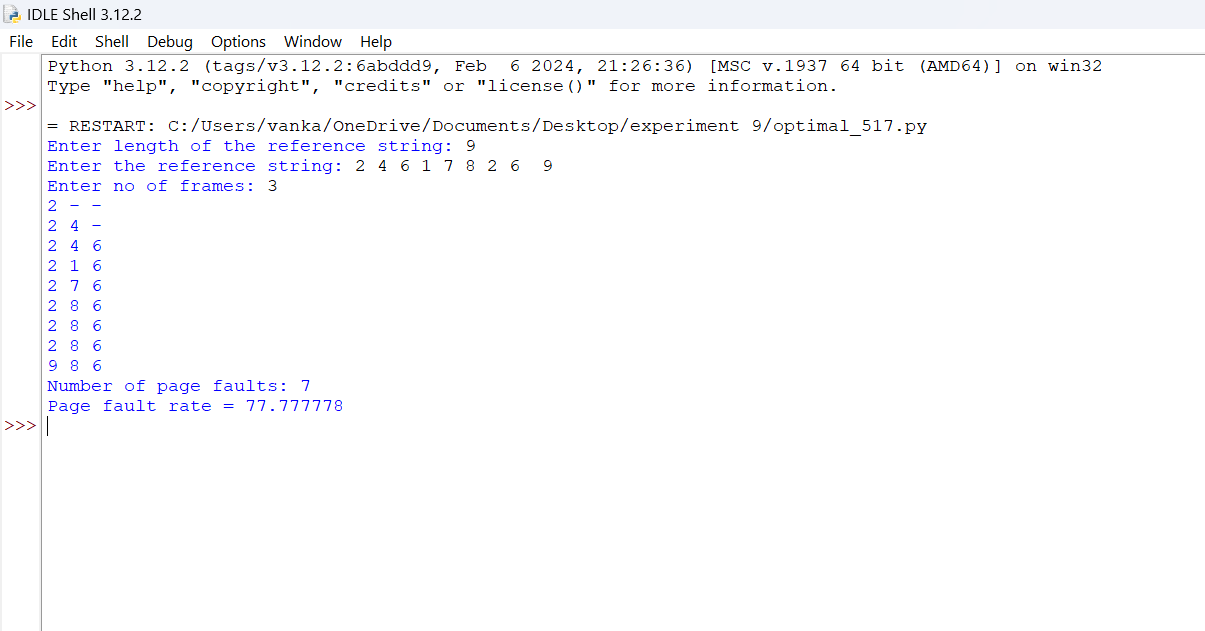 IDLE Shell 3.12.2
File Edit Shell Debug Options Window Help
Python 3.12.2 (tags/v3.12.2:6abddd9, Feb  6 2024, 21:26:36) [MSC v.1937 64 bit (AMD64)] on win32
Type "help", "copyright", "credits" or "license()" for more information.
>>>
= RESTART: C:/Users/vanka/OneDrive/Documents/Desktop/experiment 9/optimal_517.py
Enter length of the reference string: 9
Enter the reference string: 2 4 6 1 7 8 2 6  9
Enter no of frames: 3
2 - -
2 4 -
2 4 6
2 1 6
2 7 6
2 8 6
2 8 6
2 8 6
9 8 6
Number of page faults: 7
Page fault rate = 77.777778
>>>